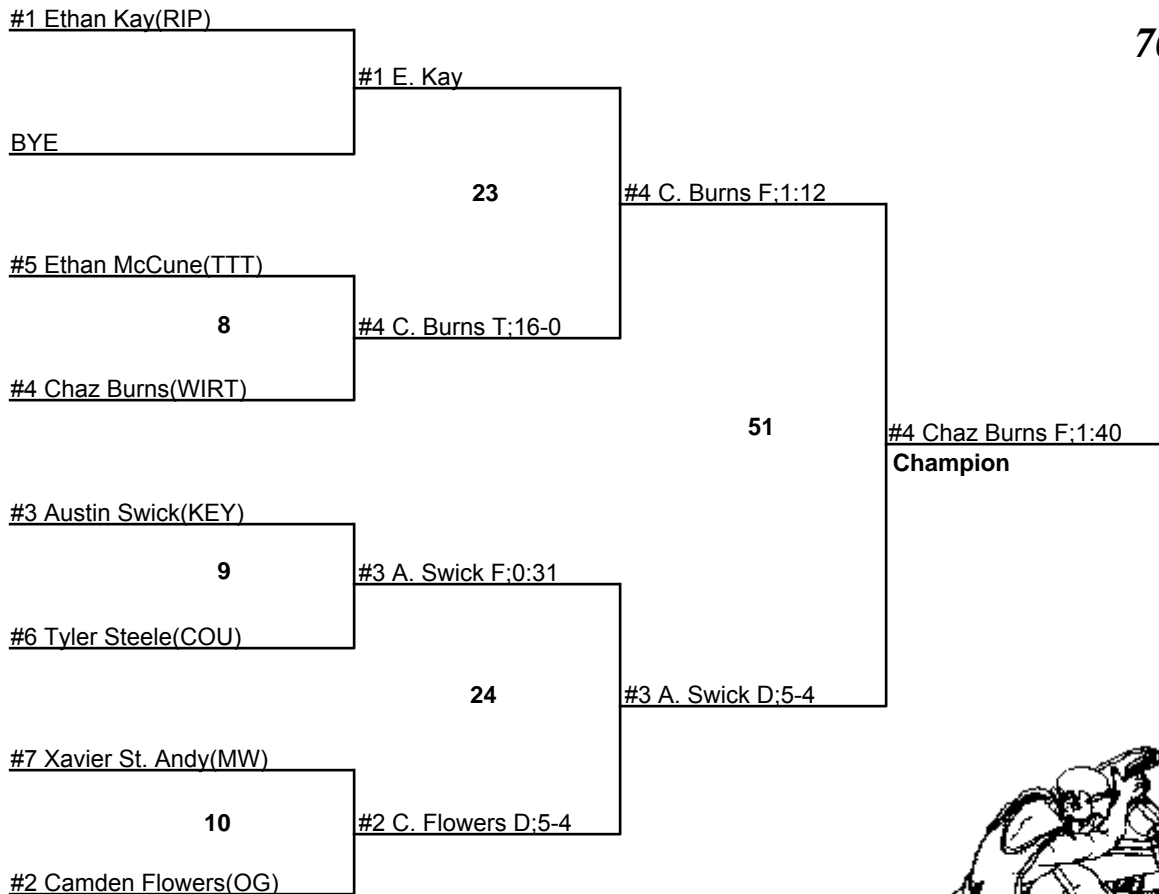 #1 Ethan Kay(RIP)
#1 E. Kay
BYE
23
#4 C. Burns F;1:12
#5 Ethan McCune(TTT)
8
#4 C. Burns T;16-0
#4 Chaz Burns(WIRT)
51
#4 Chaz Burns F;1:40
Champion
#3 Austin Swick(KEY)
9
#3 A. Swick F;0:31
#6 Tyler Steele(COU)
24
#3 A. Swick D;5-4
#7 Xavier St. Andy(MW)
10
#2 C. Flowers D;5-4
#2 Camden Flowers(OG)